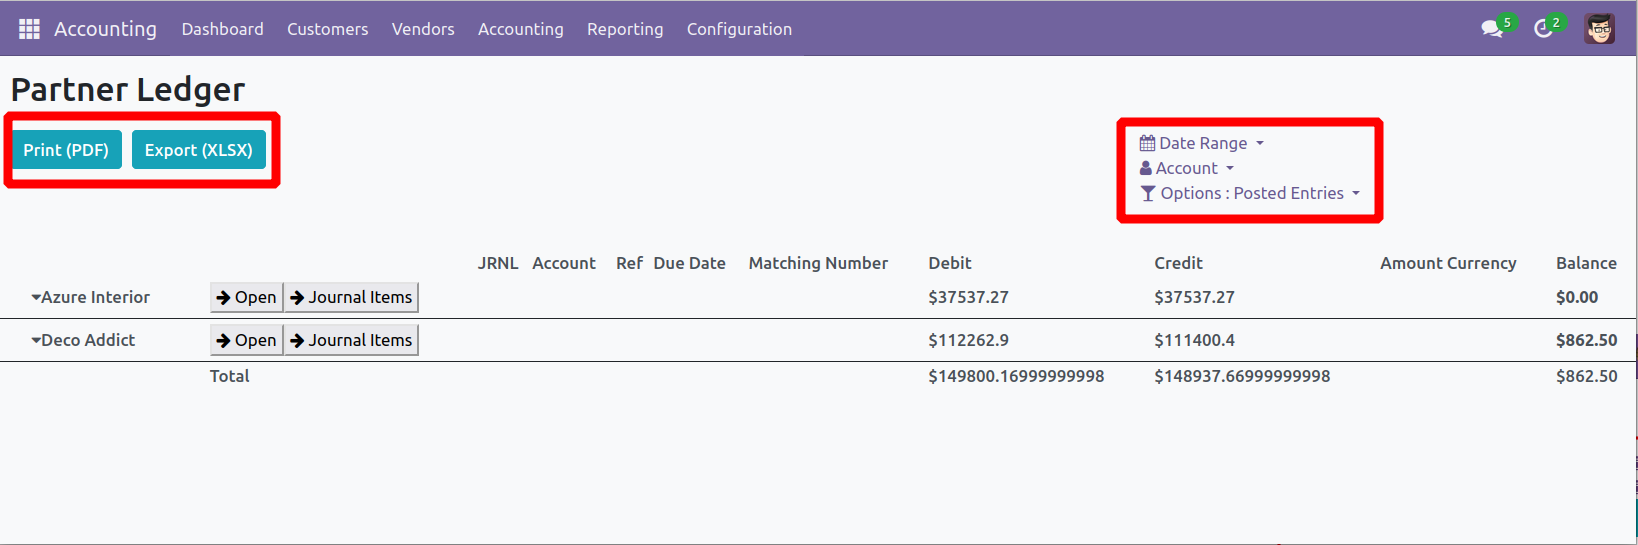 Accounting Dashboard Customers Vendors Accounting Reporting Configuration 5 2
Partner Ledger
Print (PDF) Export (XLSX)
Date Range
Account
Options : Posted Entries
JRNL Account Ref Due Date Matching Number Debit Credit Amount Currency Balance
Azure Interior Open Journal Items $37537.27 $37537.27 $0.00
Deco Addict Open Journal Items $112262.9 $111400.4 $862.50
Total $149800.16999999998 $148937.66999999998 $862.50